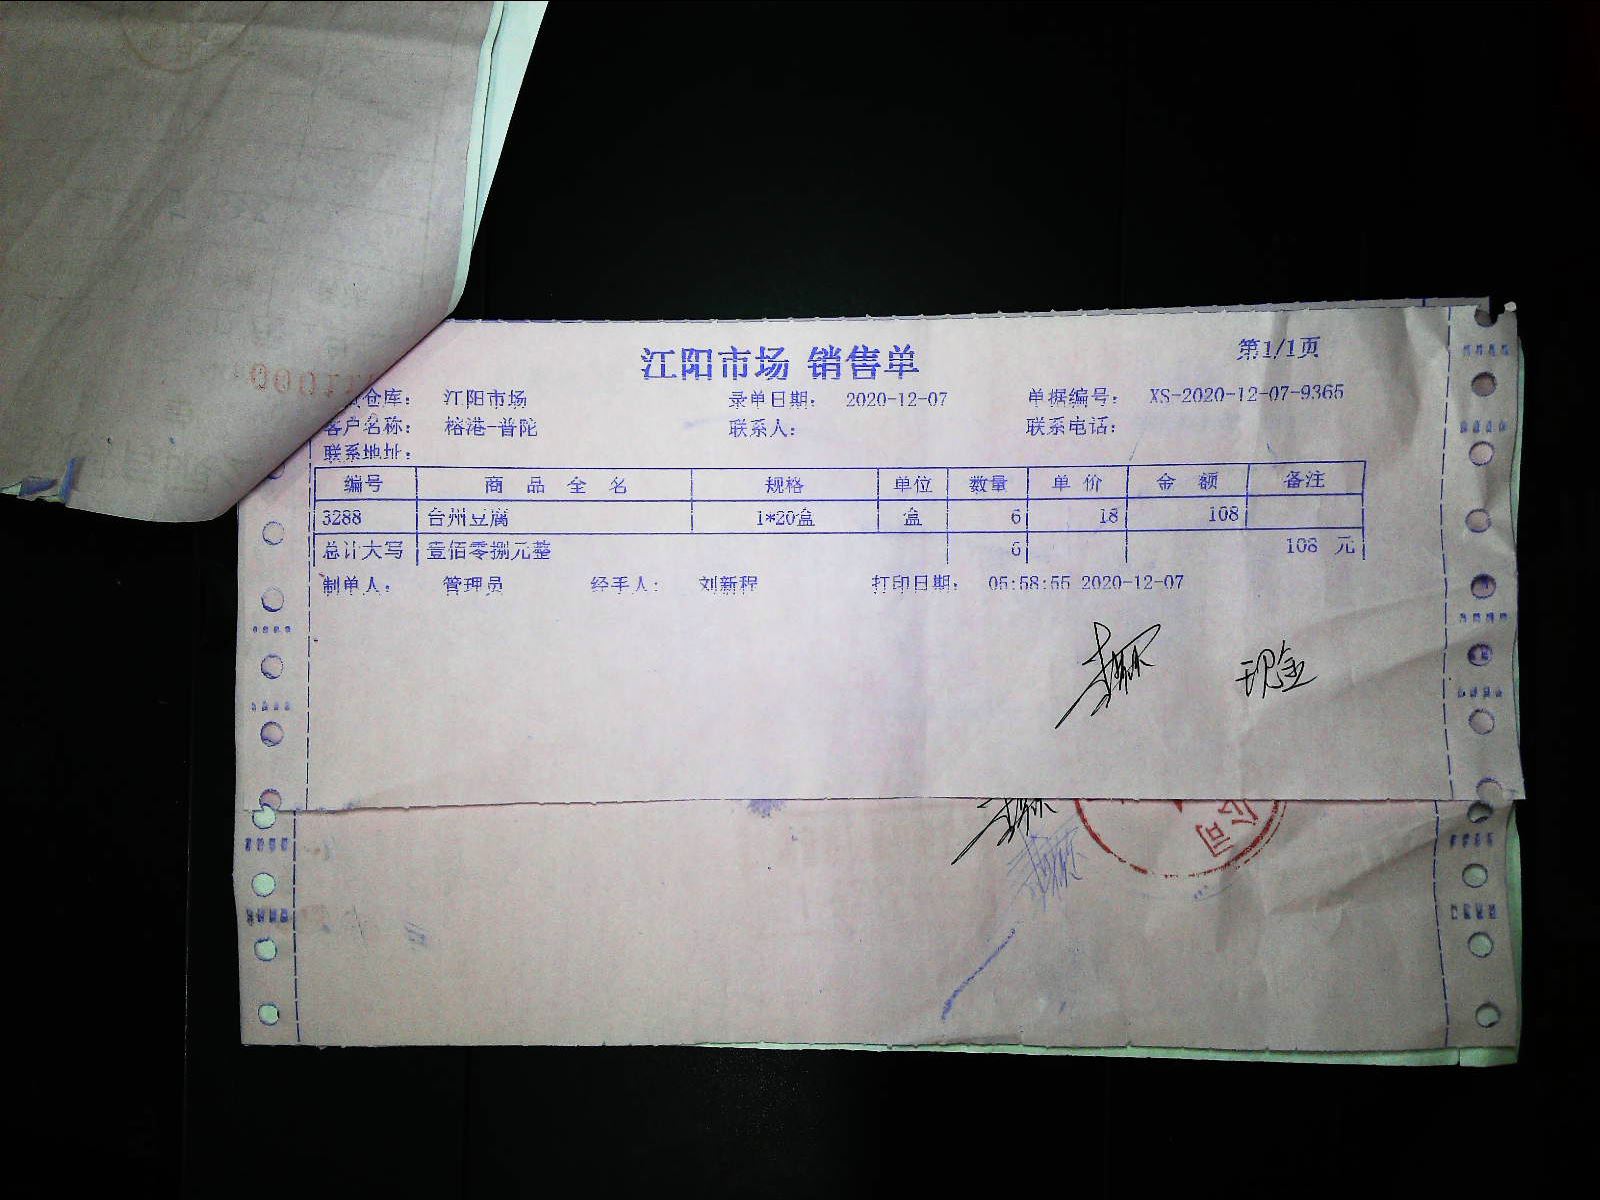 江阳市场 销售单
第1/1页
仓库： 江阳市场 录单日期： 2020-12-07 单据编号： XS-2020-12-07-9365
客户名称： 榕港-普陀 联系人： 联系电话：
联系地址：
编号 商 品 全 名 规格 单位 数量 单 价 金 额 备注
3288 台州豆腐 1*20盒 盒 6 18 108
总计大写 壹佰零捌元整 6 108 元
制单人： 管理员 经手人： 刘新程 打印日期： 05:58:55 2020-12-07
现金
公司